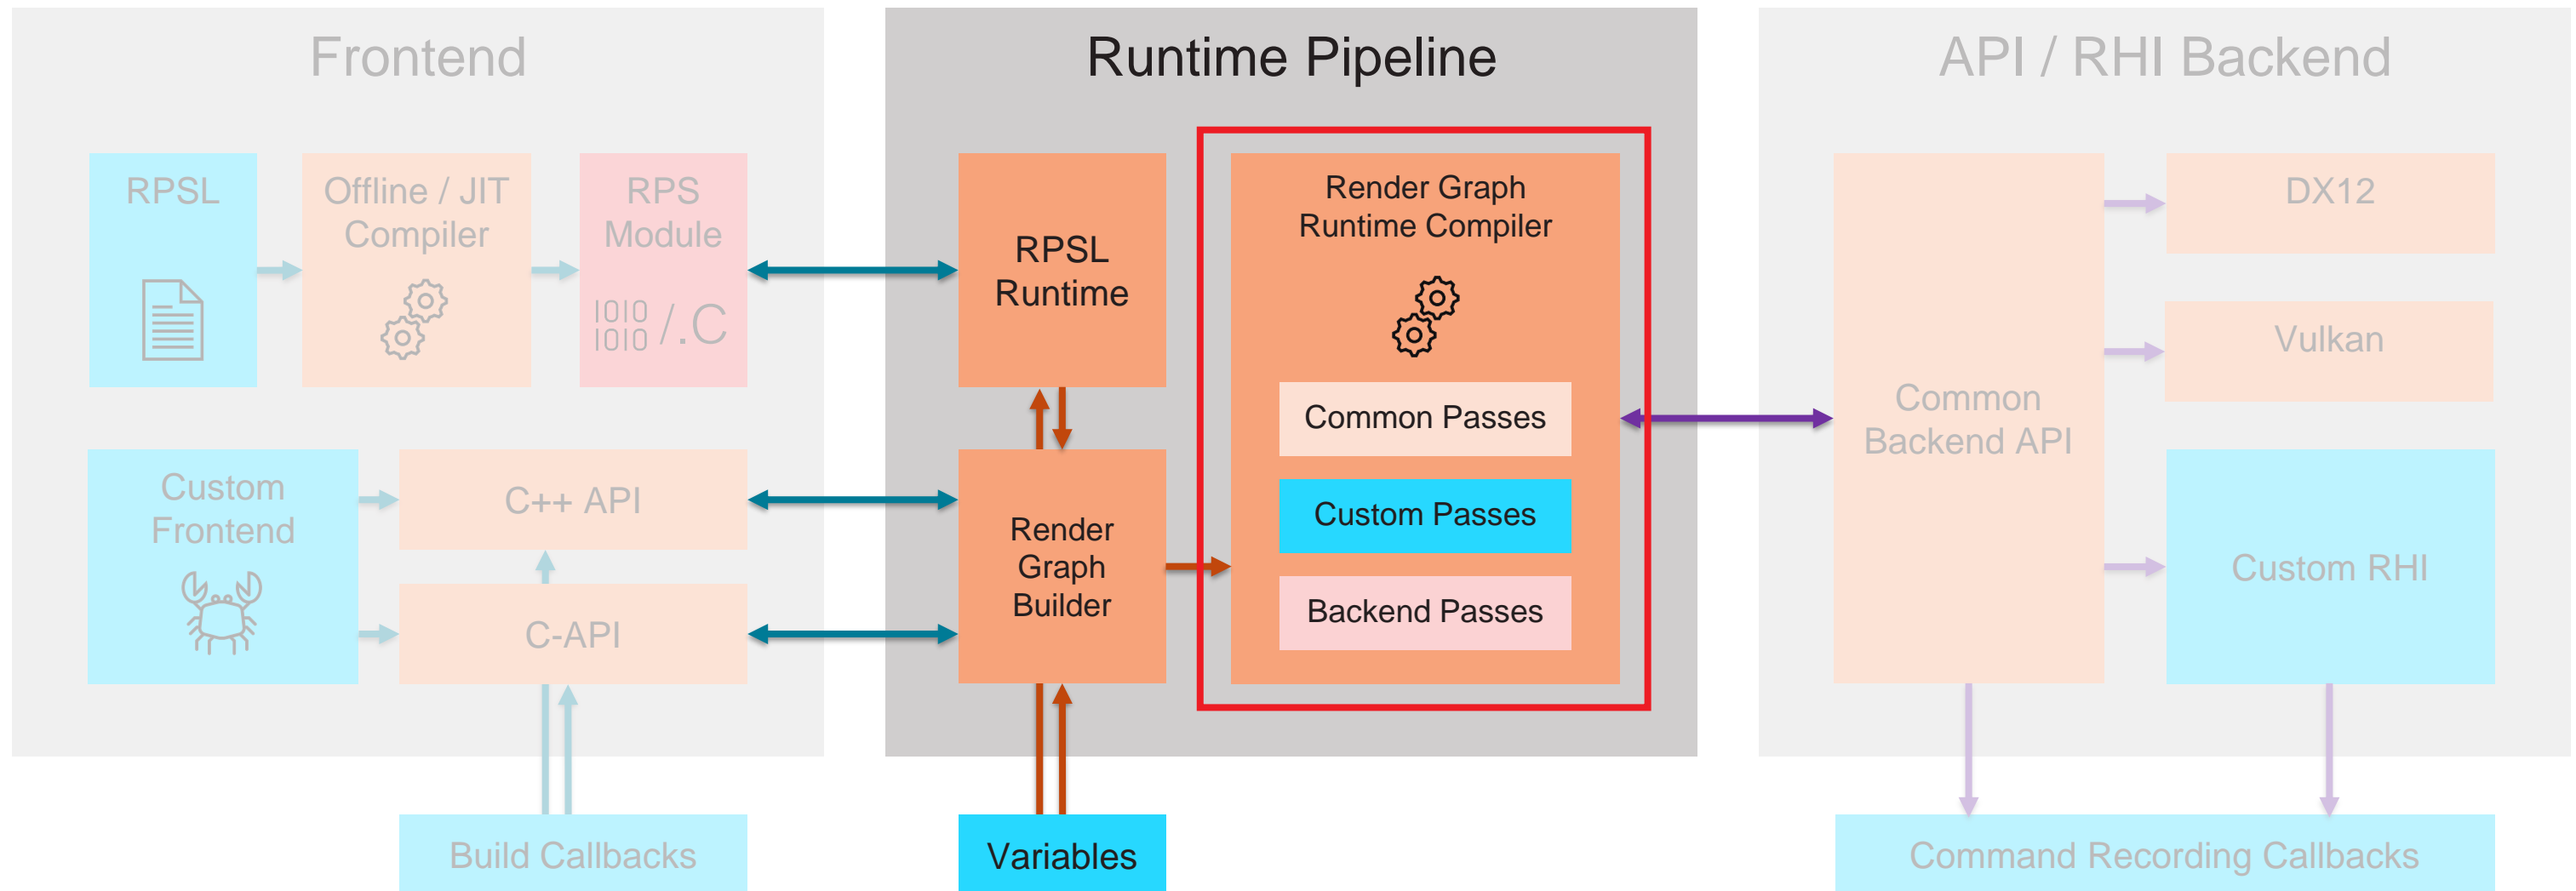 Frontend
RPSL
Offline / JIT
Compiler
RPS
Module
1010
1010
/.C
Custom
Frontend
C++ API
C-API
Build Callbacks
Runtime Pipeline
RPSL
Runtime
Render
Graph
Builder
Variables
Render Graph
Runtime Compiler
Common Passes
Custom Passes
Backend Passes
API / RHI Backend
Common
Backend API
DX12
Vulkan
Custom RHI
Command Recording Callbacks